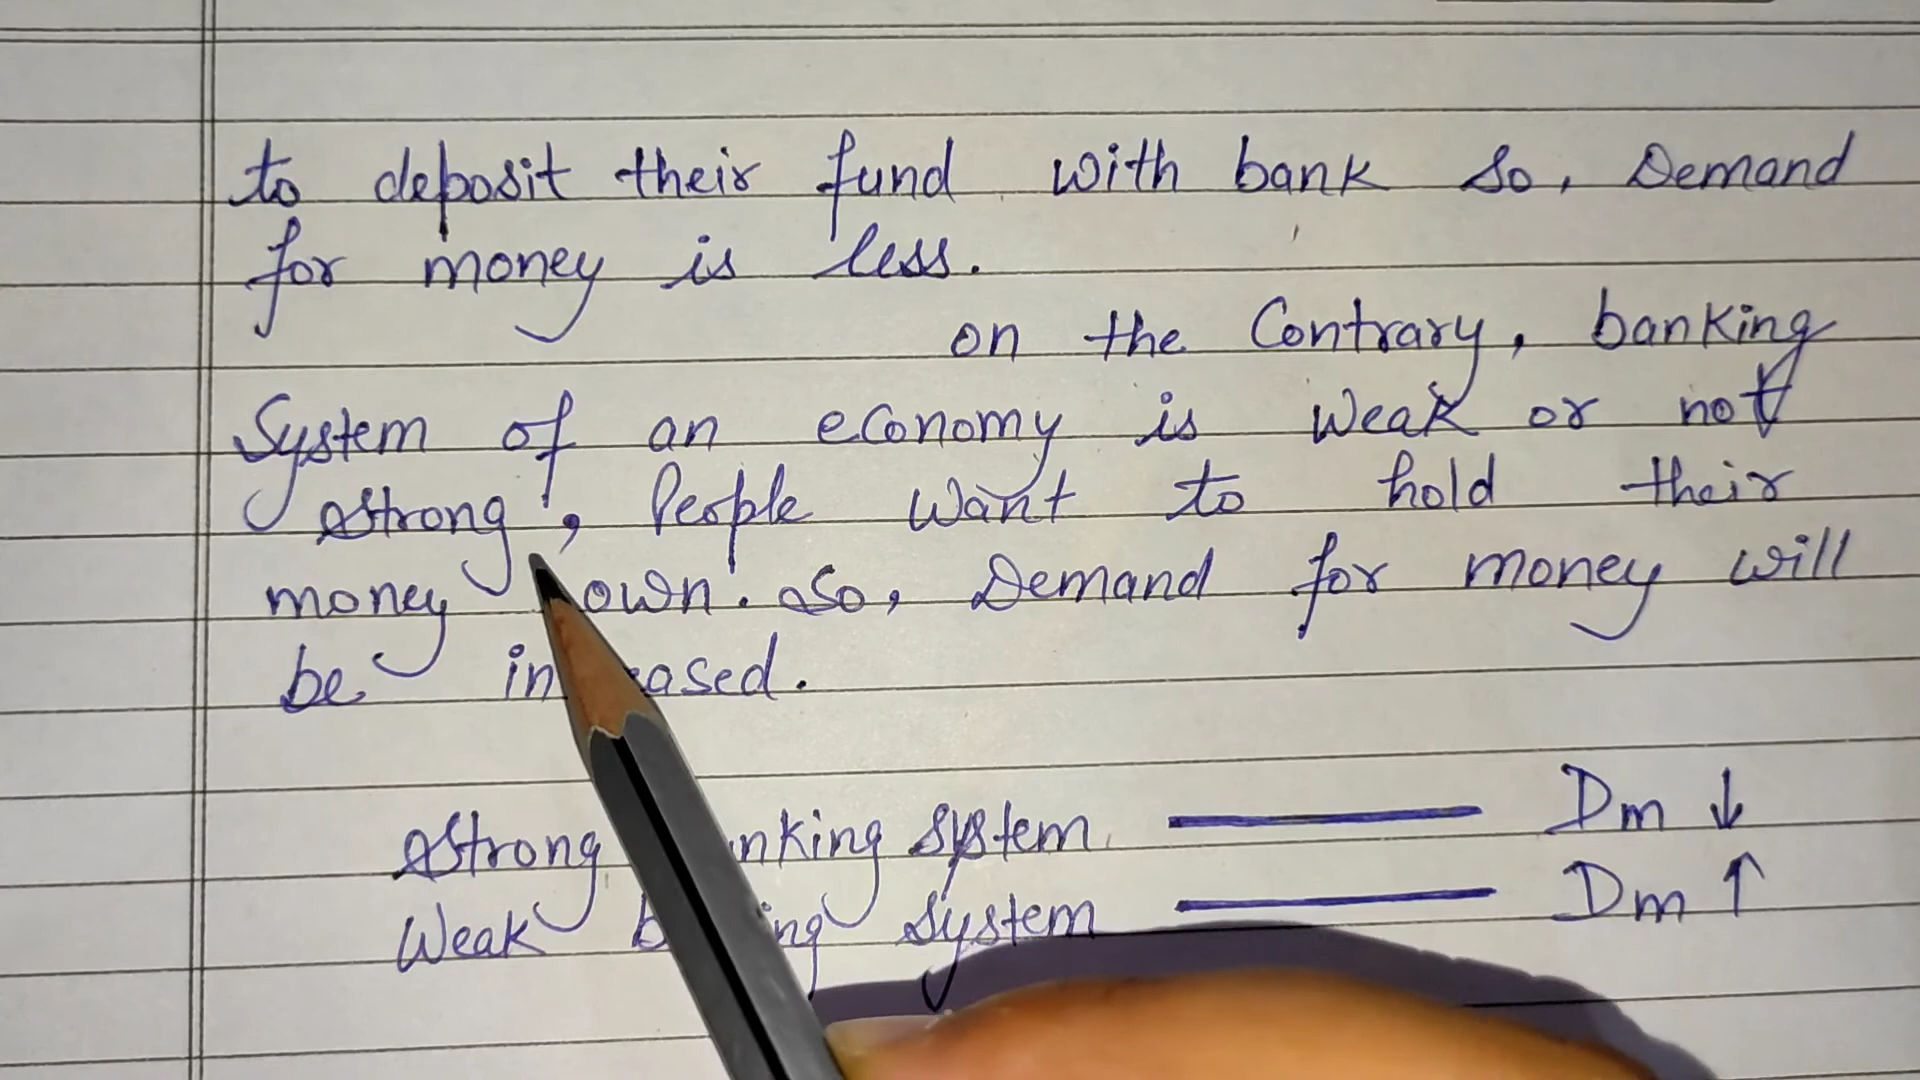 to deposit their fund with bank So, Demand
for money is less.
on the Contrary, banking
System of an economy is weak or not
strong, People want to hold their
money own. So, Demand for money will
be
Strong system Dm ↓
Weak system Dm ↑